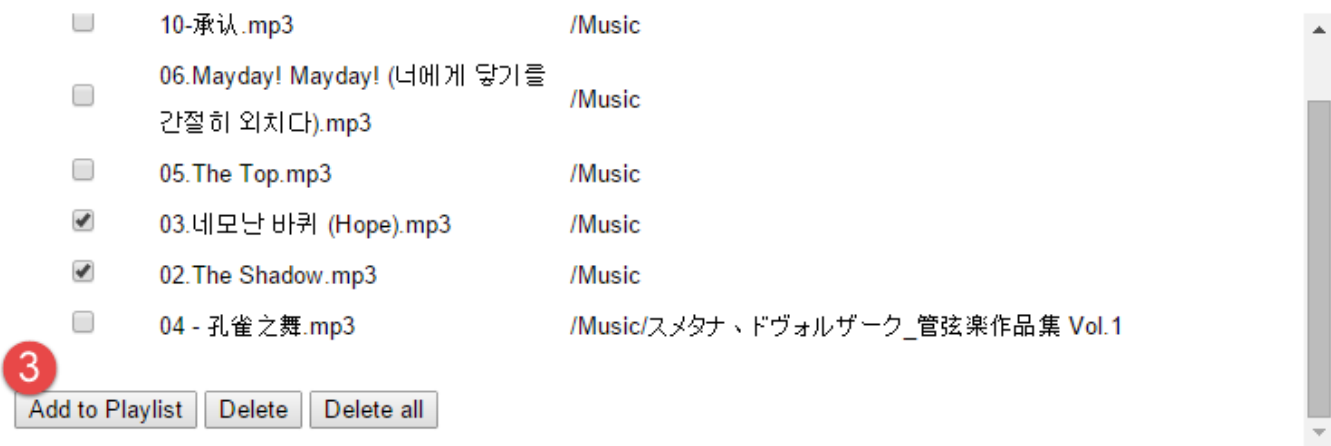 10-承认.mp3 /Music
06.Mayday! Mayday! (너에게 닿기를
간절히 외치다).mp3 /Music
05.The Top.mp3 /Music
03.네모난 바퀴 (Hope).mp3 /Music
02.The Shadow.mp3 /Music
04 - 孔雀之舞.mp3 /Music/スメタナ、ドヴォルザーク_管弦楽作品集 Vol.1
3
Add to Playlist Delete Delete all